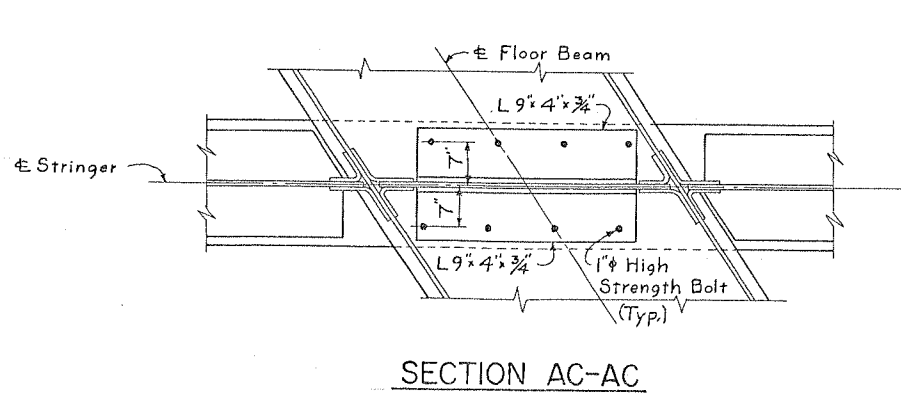 ℄ Floor Beam
L 9"x 4"x 3/4"
℄ Stringer
7"
7"
L 9"x 4"x 3/4"
1"ϕ High
Strength Bolt
(Typ.)
SECTION AC-AC